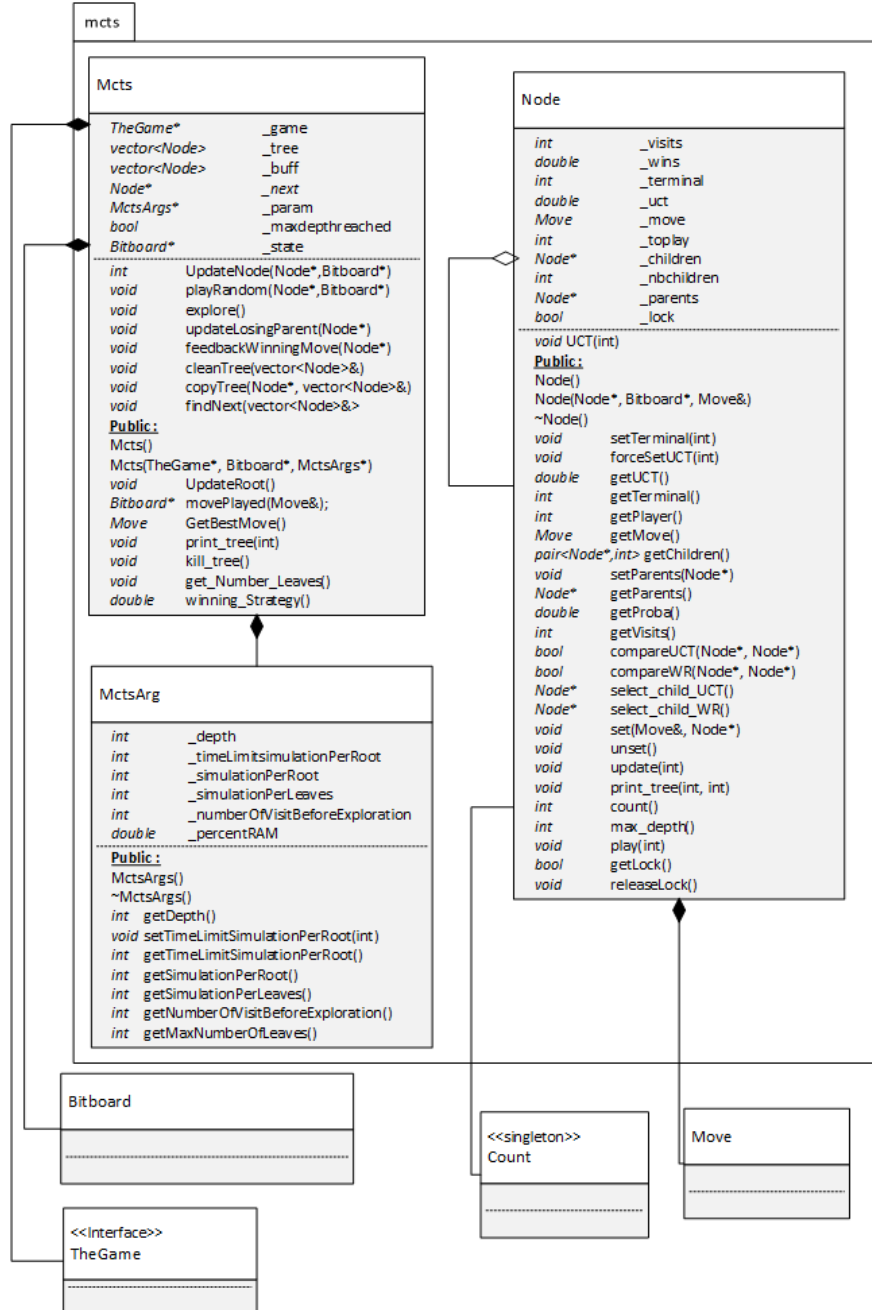 mcts
Mcts
TheGame* _game
vector<Node> _tree
vector<Node> _buff
Node* _next
MctsArgs* _param
bool _maxdepthreached
Bitboard* _state
int UpdateNode(Node*,Bitboard*)
void playRandom(Node*,Bitboard*)
void explore()
void updateLosingParent(Node*)
void feedbackWinningMove(Node*)
void cleanTree(vector<Node>&)
void copyTree(Node*, vector<Node>&)
void findNext(vector<Node>&>
Public :
Mcts()
Mcts(TheGame*, Bitboard*, MctsArgs*)
void UpdateRoot()
Bitboard* movePlayed(Move&);
Move GetBestMove()
void print_tree(int)
void kill_tree()
void get_Number_Leaves()
double winning_Strategy()
MctsArg
int _depth
int _timeLimitsimulationPerRoot
int _simulationPerRoot
int _simulationPerLeaves
int _numberOfVisitBeforeExploration
double _percentRAM
Public :
MctsArgs()
~MctsArgs()
int getDepth()
void setTimeLimitSimulationPerRoot(int)
int getTimeLimitSimulationPerRoot()
int getSimulationPerRoot()
int getSimulationPerLeaves()
int getNumberOfVisitBeforeExploration()
int getMaxNumberOfLeaves()
Node
int _visits
double _wins
int _terminal
double _uct
Move _move
int _toplay
Node* _children
int _nbchildren
Node* _parents
bool _lock
void UCT(int)
Public :
Node()
Node(Node*, Bitboard*, Move&)
~Node()
void setTerminal(int)
void forceSetUCT(int)
double getUCT()
int getTerminal()
int getPlayer()
Move getMove()
pair<Node*,int> getChildren()
void setParents(Node*)
Node* getParents()
double getProba()
int getVisits()
bool compareUCT(Node*, Node*)
bool compareWR(Node*, Node*)
Node* select_child_UCT()
Node* select_child_WR()
void set(Move&, Node*)
void unset()
void update(int)
void print_tree(int, int)
int count()
int max_depth()
void play(int)
bool getLock()
void releaseLock()
Bitboard
<<singleton>>
Count
Move
<<Interface>>
TheGame